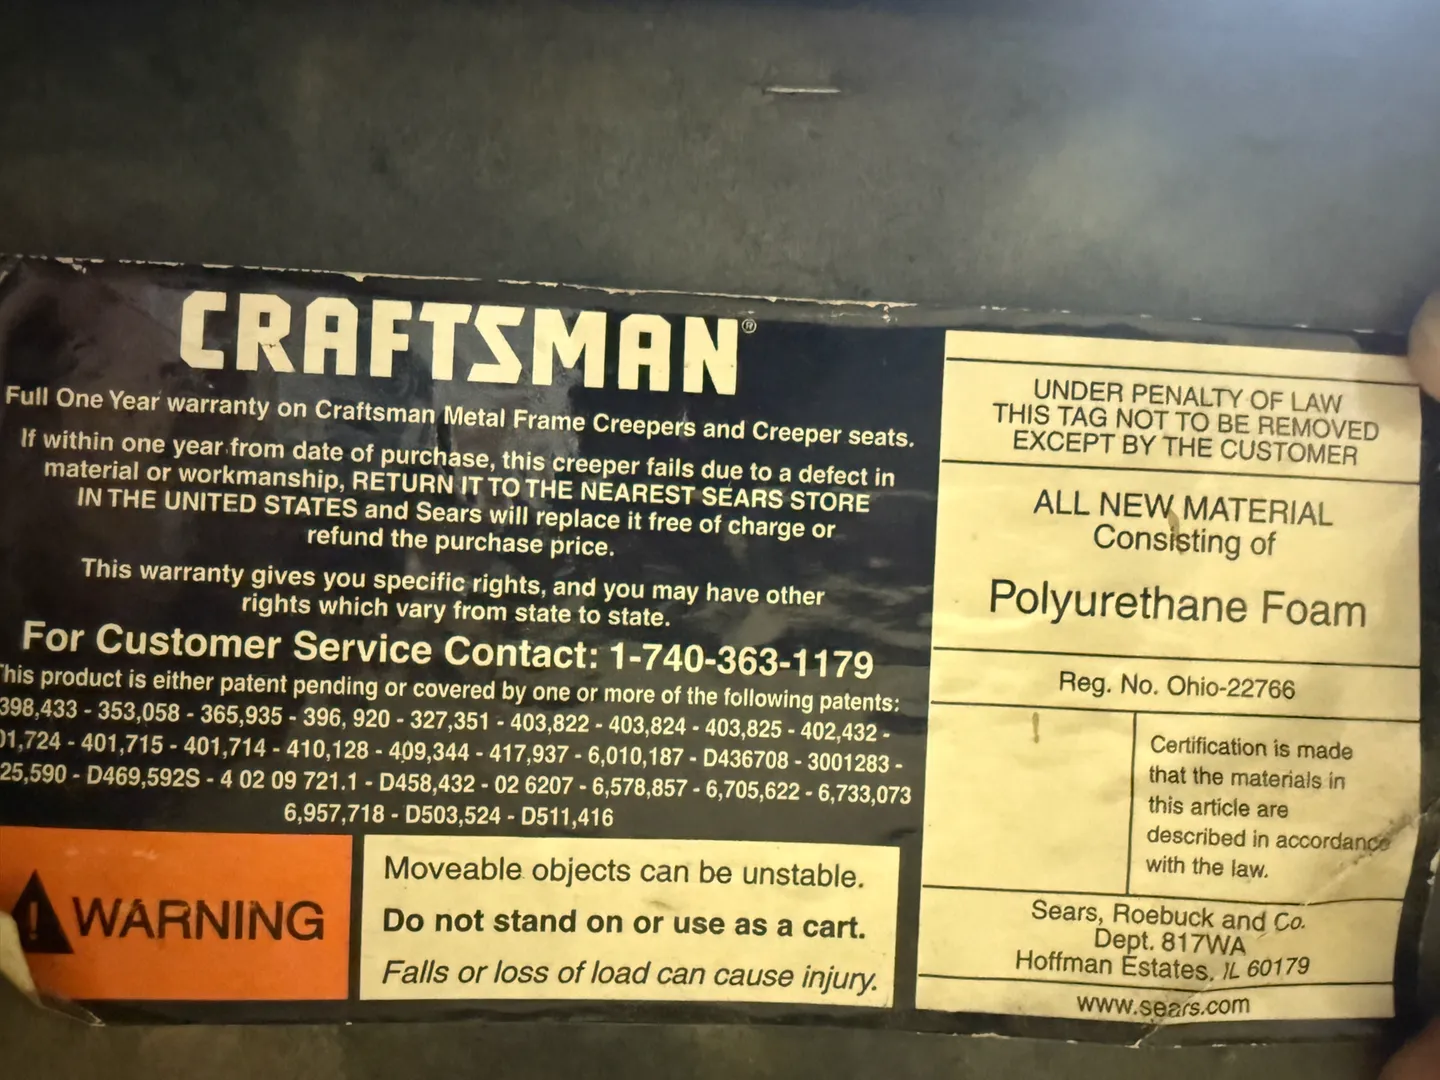 CRAFTSMAN®
Full One Year warranty on Craftsman Metal Frame Creepers and Creeper seats.
If within one year from date of purchase, this creeper fails due to a defect in
material or workmanship, RETURN IT TO THE NEAREST SEARS STORE
IN THE UNITED STATES and Sears will replace it free of charge or
refund the purchase price.
This warranty gives you specific rights, and you may have other
rights which vary from state to state.
For Customer Service Contact: 1-740-363-1179
This product is either patent pending or covered by one or more of the following patents:
398,433 - 353,058 - 365,935 - 396, 920 - 327,351 - 403,822 - 403,824 - 403,825 - 402,432 -
01,724 - 401,715 - 401,714 - 410,128 - 409,344 - 417,937 - 6,010,187 - D436708 - 3001283 -
25,590 - D469,592S - 4 02 09 721.1 - D458,432 - 02 6207 - 6,578,857 - 6,705,622 - 6,733,073
6,957,718 - D503,524 - D511,416
WARNING
Moveable objects can be unstable.
Do not stand on or use as a cart.
Falls or loss of load can cause injury.
UNDER PENALTY OF LAW
THIS TAG NOT TO BE REMOVED
EXCEPT BY THE CUSTOMER
ALL NEW MATERIAL
Consisting of
Polyurethane Foam
Reg. No. Ohio-22766
Certification is made
that the materials in
this article are
described in accordance
with the law.
Sears, Roebuck and Co.
Dept. 817WA
Hoffman Estates, IL 60179
www.sears.com